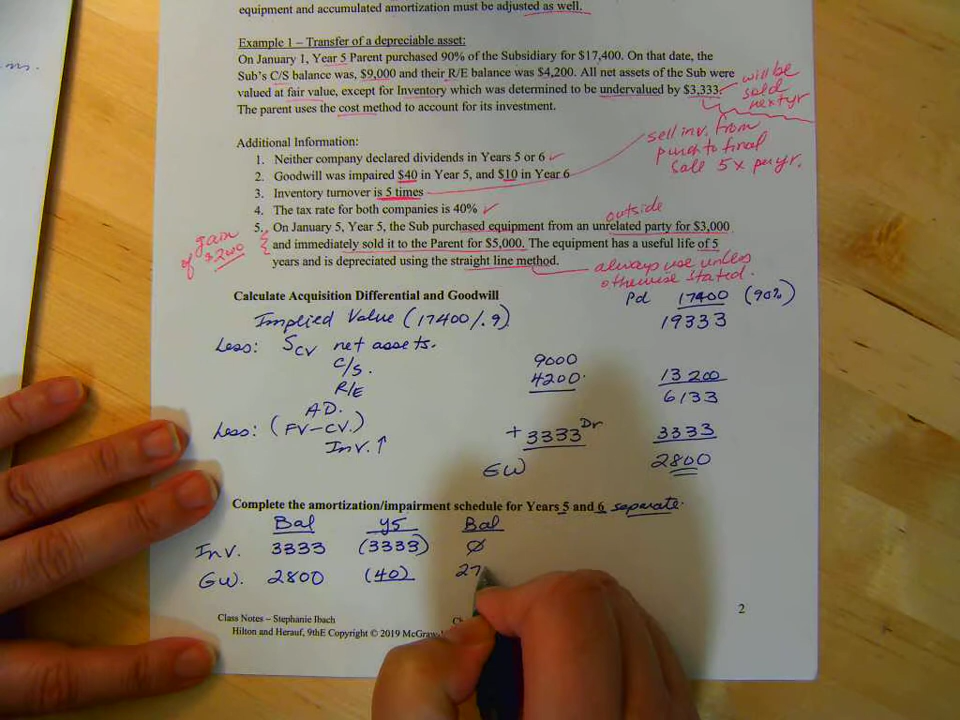 ms.
equipment and accumulated amortization must be adjusted as well.
Example 1 – Transfer of a depreciable asset:
On January 1, Year 5 Parent purchased 90% of the Subsidiary for $17,400. On that date, the
Sub's C/S balance was, $9,000 and their R/E balance was $4,200. All net assets of the Sub were
valued at fair value, except for Inventory which was determined to be undervalued by $3,333.
will be
sold
next yr
The parent uses the cost method to account for its investment.
sell inv. from
purch to final
sale 5x per yr.
Additional Information:
1. Neither company declared dividends in Years 5 or 6 ✓
2. Goodwill was impaired $40 in Year 5, and $10 in Year 6
3. Inventory turnover is 5 times
4. The tax rate for both companies is 40% ✓
outside
5. On January 5, Year 5, the Sub purchased equipment from an unrelated party for $3,000
and immediately sold it to the Parent for $5,000. The equipment has a useful life of 5
years and is depreciated using the straight line method.
gain
of $2000
always use unless
otherwise stated.
Calculate Acquisition Differential and Goodwill
Pd 17400 (90%)
Implied Value (17400/.9) 19333
Less: SCV net assets.
C/S. 9000
R/E 4200 13200
A.D. 6133
Less: (FV-CV.)
Inv. ↑ + 3333 Dr 3333
GW 2800
Complete the amortization/impairment schedule for Years 5 and 6 separate.
Bal Y5 Bal
Inv. 3333 (3333) Ø
GW. 2800 (40) 27
2
Class Notes – Stephanie Ibach
Hilton and Herauf, 9thE Copyright © 2019 McGraw